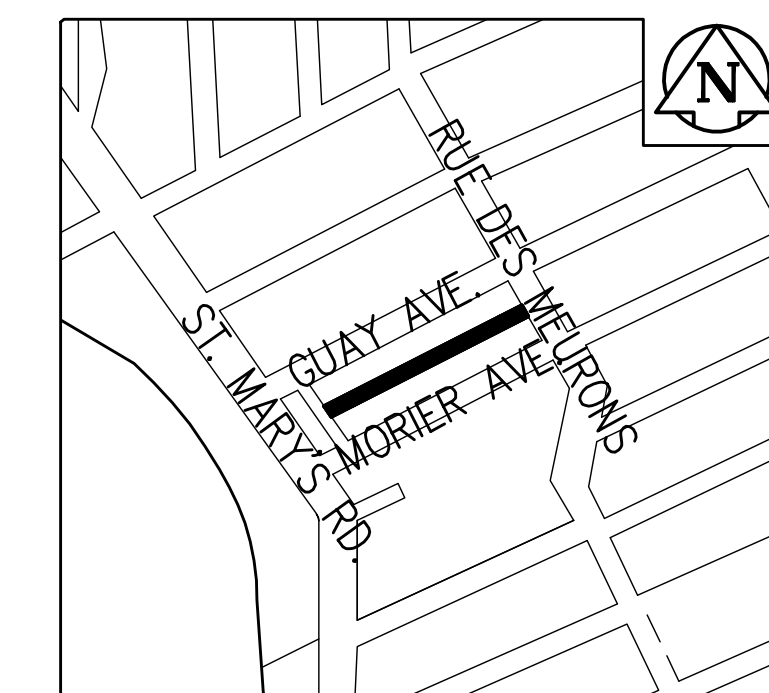 N
RUE DES MEURONS
GUAY AVE.
ST. MARY'S RD.
MORIER AVE.